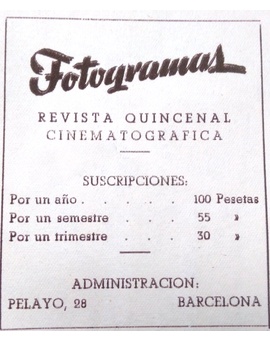 Fotogramas
REVISTA QUINCENAL
CINEMATOGRAFICA
SUSCRIPCIONES:
Por un año . . . . . 100 Pesetas
Por un semestre . . . 55 »
Por un trimestre . . . 30 »
ADMINISTRACION:
PELAYO, 28 BARCELONA